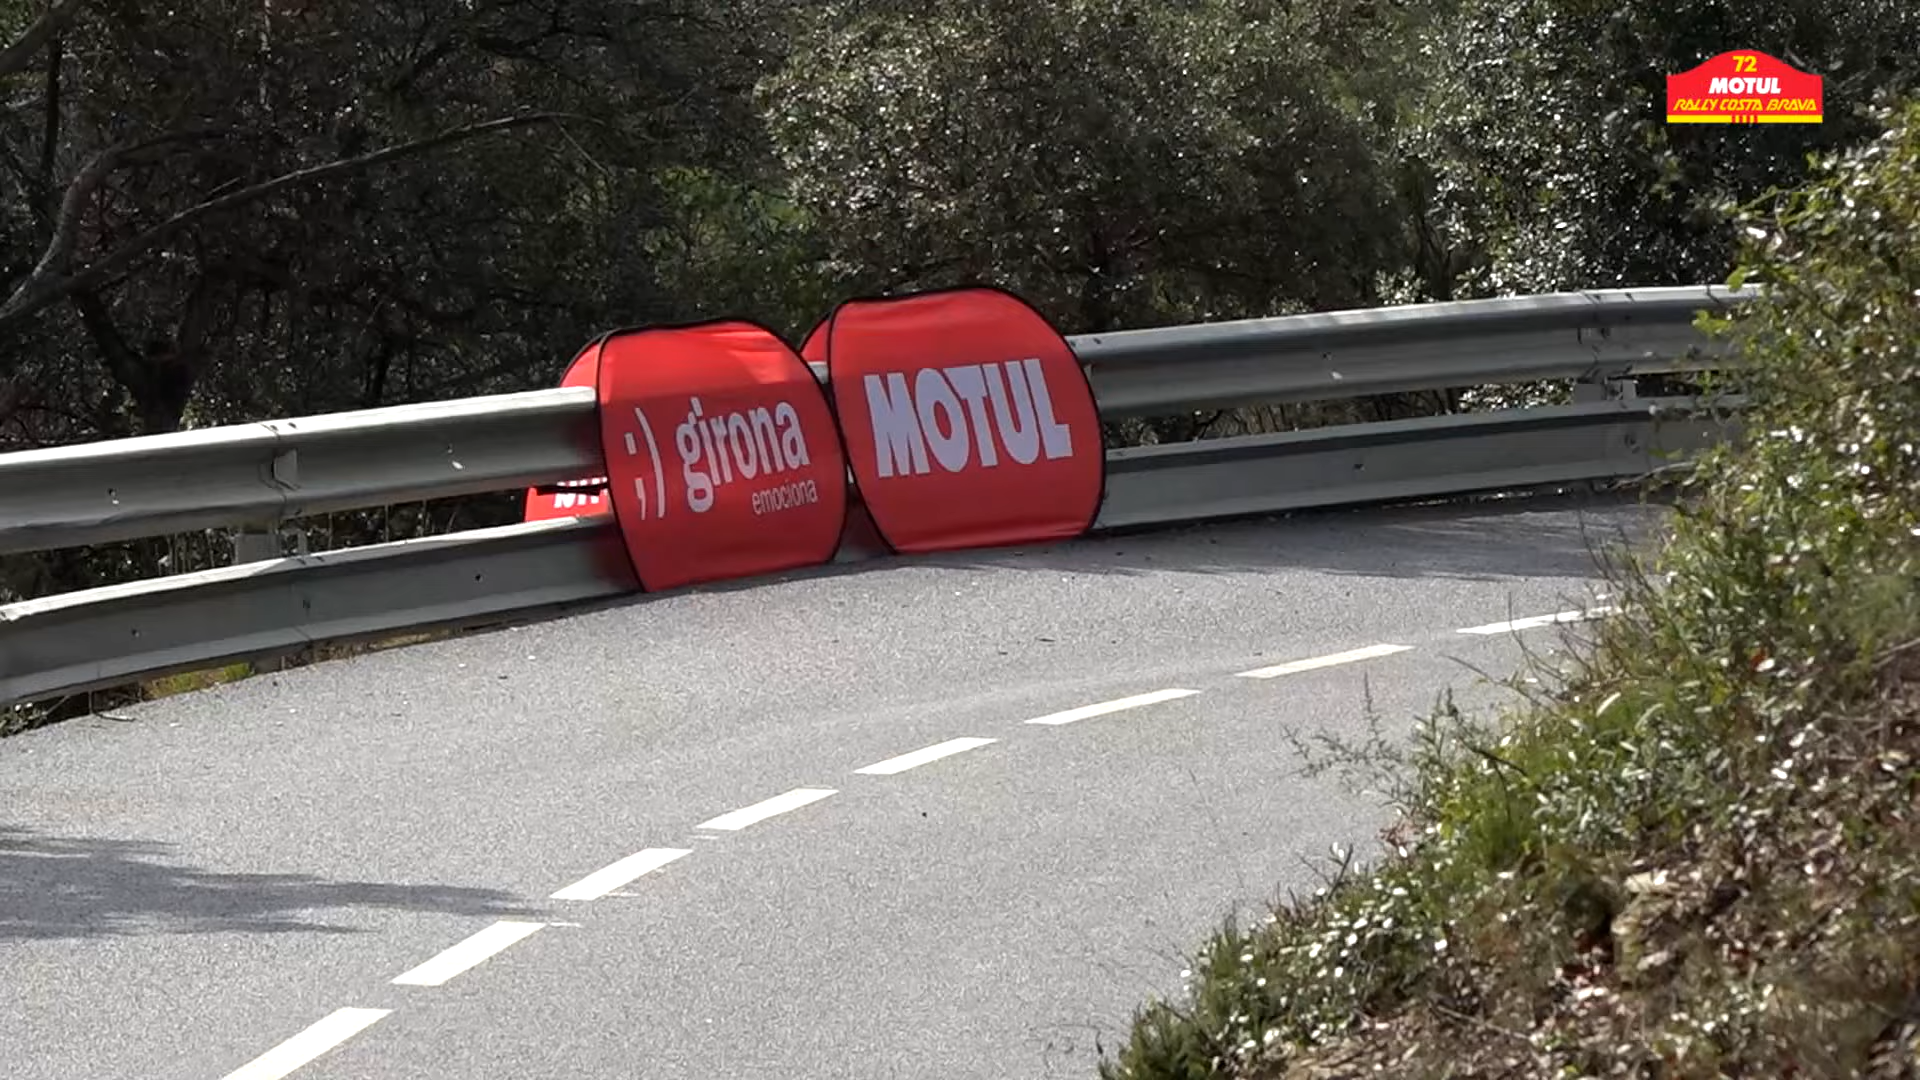 72
MOTUL
RALLY COSTA BRAVA
;) girona
emociona
MOTUL